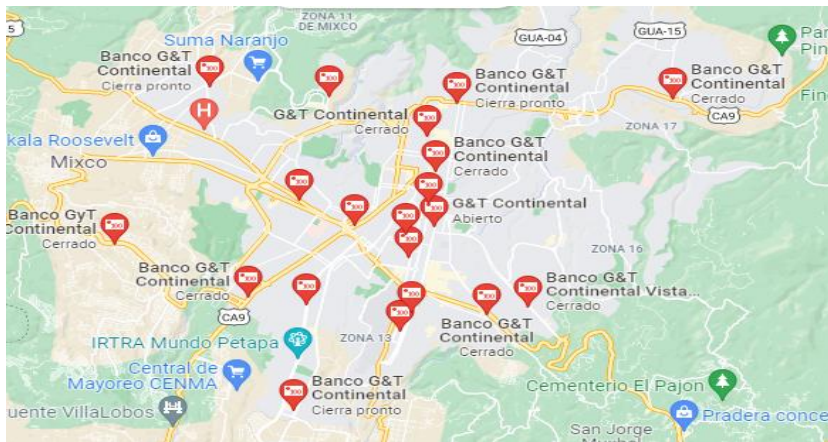 ZONA 11
DE MIXCO
GUA-04
GUA-15
5
Suma Naranjo
Banco G&T
Continental
Cierra pronto
Banco G&T
Continental
Cierra pronto
Banco G&T
Continental
Cerrado
CA9
G&T Continental
Cerrado
ZONA 17
kala Roosevelt
Mixco
Banco G&T
Continental
Cerrado
G&T Continental
Abierto
Banco GyT
Continental
Cerrado
ZONA 16
Banco G&T
Continental
Cerrado
CA9
Banco G&T
Continental Vista...
Cerrado
Banco G&T
Continental
Cerrado
IRTRA Mundo Petapa
ZONA 13
Central de
Mayoreo CENMA
Banco G&T
Continental
Cierra pronto
Cementerio El Pajon
uente VillaLobos
San Jorge
Pradera conce